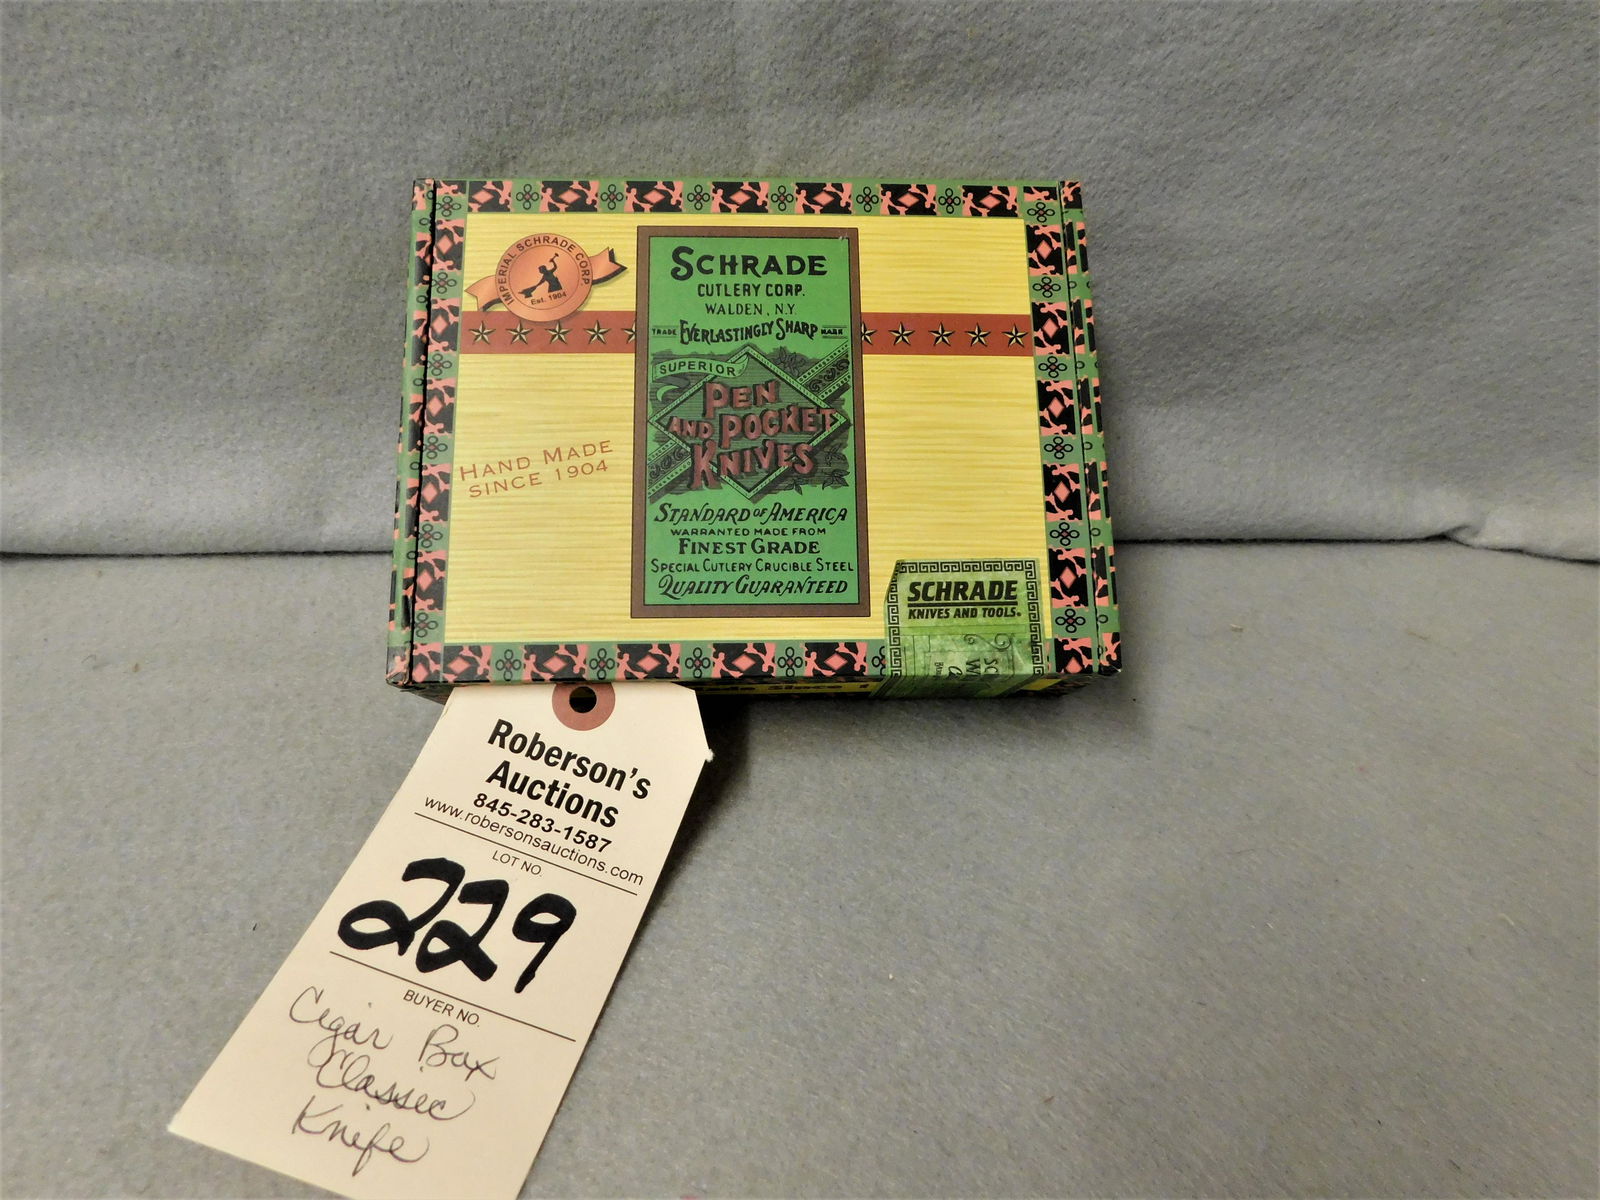 IMPERIAL SCHRADE CORP.
Est. 1904
HAND MADE
SINCE 1904
SCHRADE
CUTLERY CORP.
WALDEN, N.Y.
TRADE EVERLASTINGLY SHARP MARK
SUPERIOR
PEN
AND POCKET
KNIVES
STANDARD OF AMERICA
WARRANTED MADE FROM
FINEST GRADE
SPECIAL CUTLERY CRUCIBLE STEEL
QUALITY GUARANTEED
SCHRADE
KNIVES AND TOOLS
Since 1
Roberson's
Auctions
845-283-1587
www.robersonsauctions.com
LOT NO.
229
BUYER NO.
Cigar Box
Classic
Knife